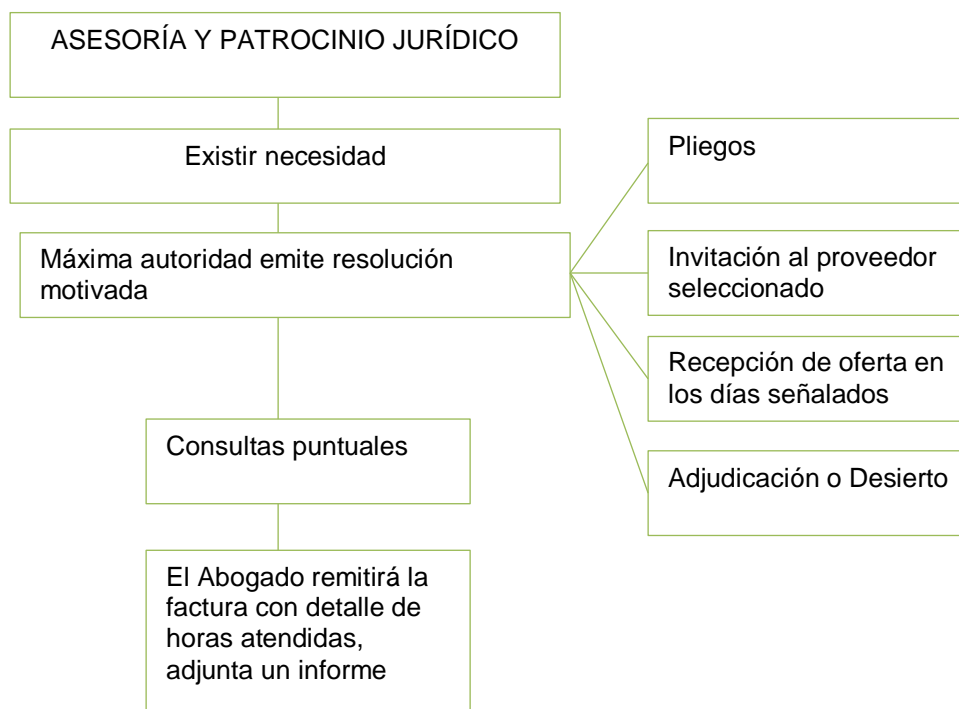 ASESORÍA Y PATROCINIO JURÍDICO
Existir necesidad
Máxima autoridad emite resolución
motivada
Pliegos
Invitación al proveedor
seleccionado
Recepción de oferta en
los días señalados
Adjudicación o Desierto
Consultas puntuales
El Abogado remitirá la
factura con detalle de
horas atendidas,
adjunta un informe